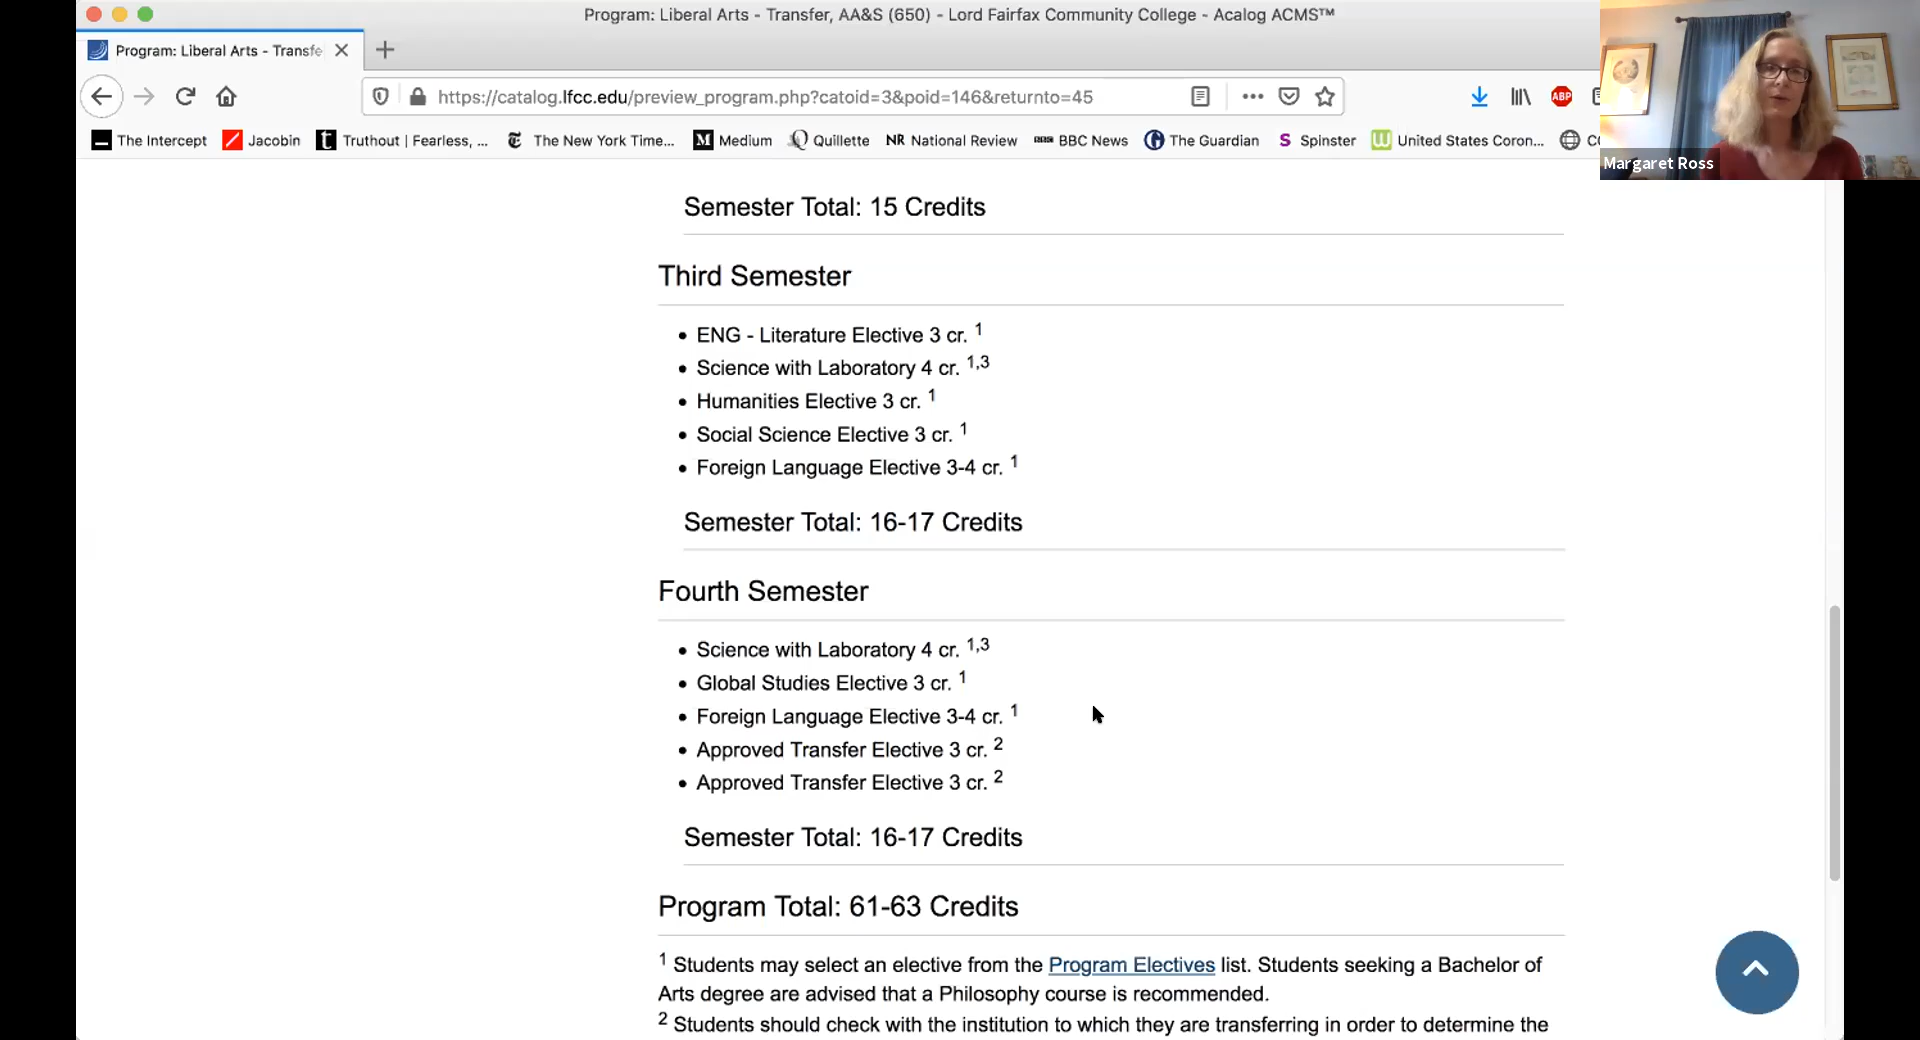 Program: Liberal Arts - Transfer, AA&S (650) - Lord Fairfax Community College - Acalog ACMS™
Program: Liberal Arts - Transfe
https://catalog.lfcc.edu/preview_program.php?catoid=3&poid=146&returnto=45
ABP
The Intercept Jacobin Truthout | Fearless, ... The New York Time... Medium Quillette NR National Review BBC News The Guardian S Spinster United States Coron...
Margaret Ross
Semester Total: 15 Credits
Third Semester
• ENG - Literature Elective 3 cr. 1
• Science with Laboratory 4 cr. 1,3
• Humanities Elective 3 cr. 1
• Social Science Elective 3 cr. 1
• Foreign Language Elective 3-4 cr. 1
Semester Total: 16-17 Credits
Fourth Semester
• Science with Laboratory 4 cr. 1,3
• Global Studies Elective 3 cr. 1
• Foreign Language Elective 3-4 cr. 1
• Approved Transfer Elective 3 cr. 2
• Approved Transfer Elective 3 cr. 2
Semester Total: 16-17 Credits
Program Total: 61-63 Credits
1 Students may select an elective from the Program Electives list. Students seeking a Bachelor of
Arts degree are advised that a Philosophy course is recommended.
2 Students should check with the institution to which they are transferring in order to determine the